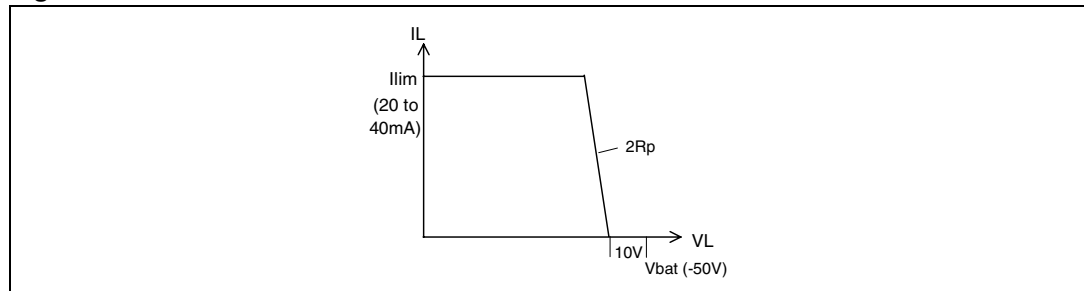 IL
Ilim
(20 to
40mA)
2Rp
VL
10V
Vbat (-50V)